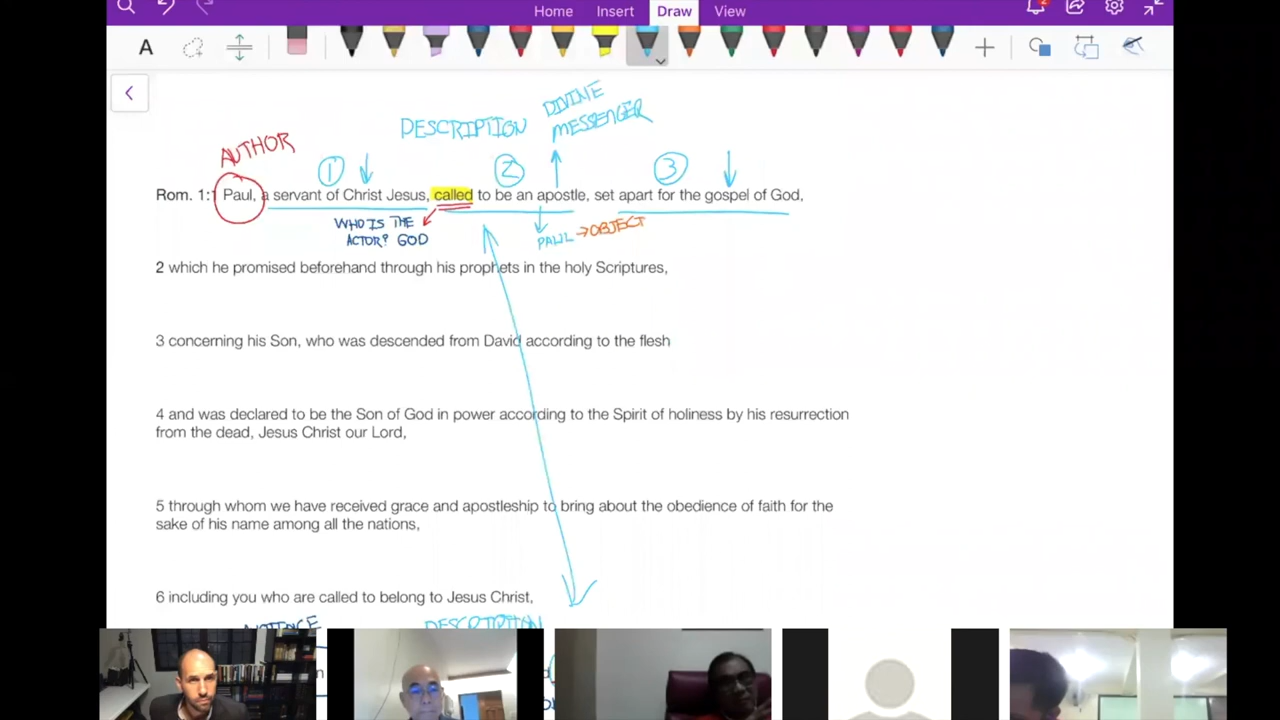 Home Insert Draw View
A
DIVINE
MESSENGER
DESCRIPTION
AUTHOR
1 2 3
Rom. 1:1 Paul, a servant of Christ Jesus, called to be an apostle, set apart for the gospel of God,
WHO IS THE
ACTOR? GOD
PAUL → OBJECT
2 which he promised beforehand through his prophets in the holy Scriptures,
3 concerning his Son, who was descended from David according to the flesh
4 and was declared to be the Son of God in power according to the Spirit of holiness by his resurrection
from the dead, Jesus Christ our Lord,
5 through whom we have received grace and apostleship to bring about the obedience of faith for the
sake of his name among all the nations,
6 including you who are called to belong to Jesus Christ,
DESCRIPTION